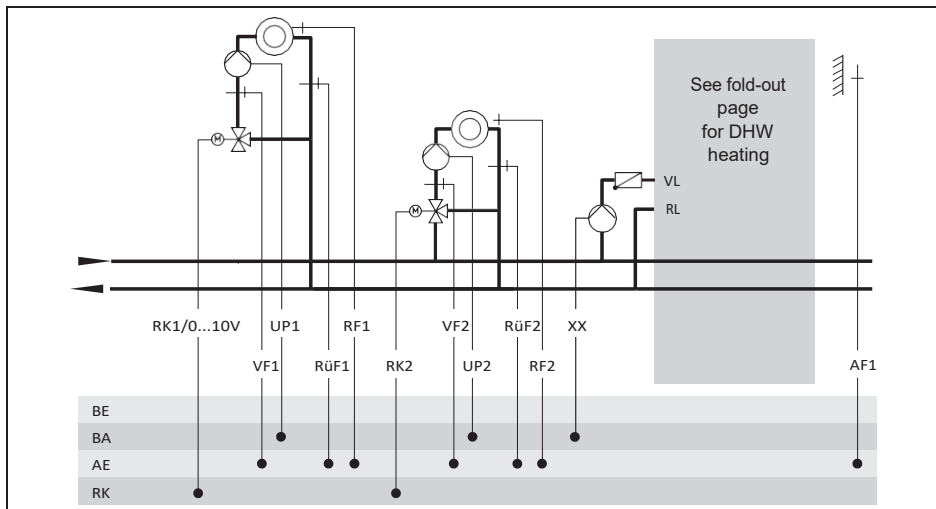 See fold-out
page
for DHW
heating
M
M
VL
RL
RK1/0...10V UP1 RF1 VF2 RüF2 XX
VF1 RüF1 RK2 UP2 RF2 AF1
BE
BA
AE
RK